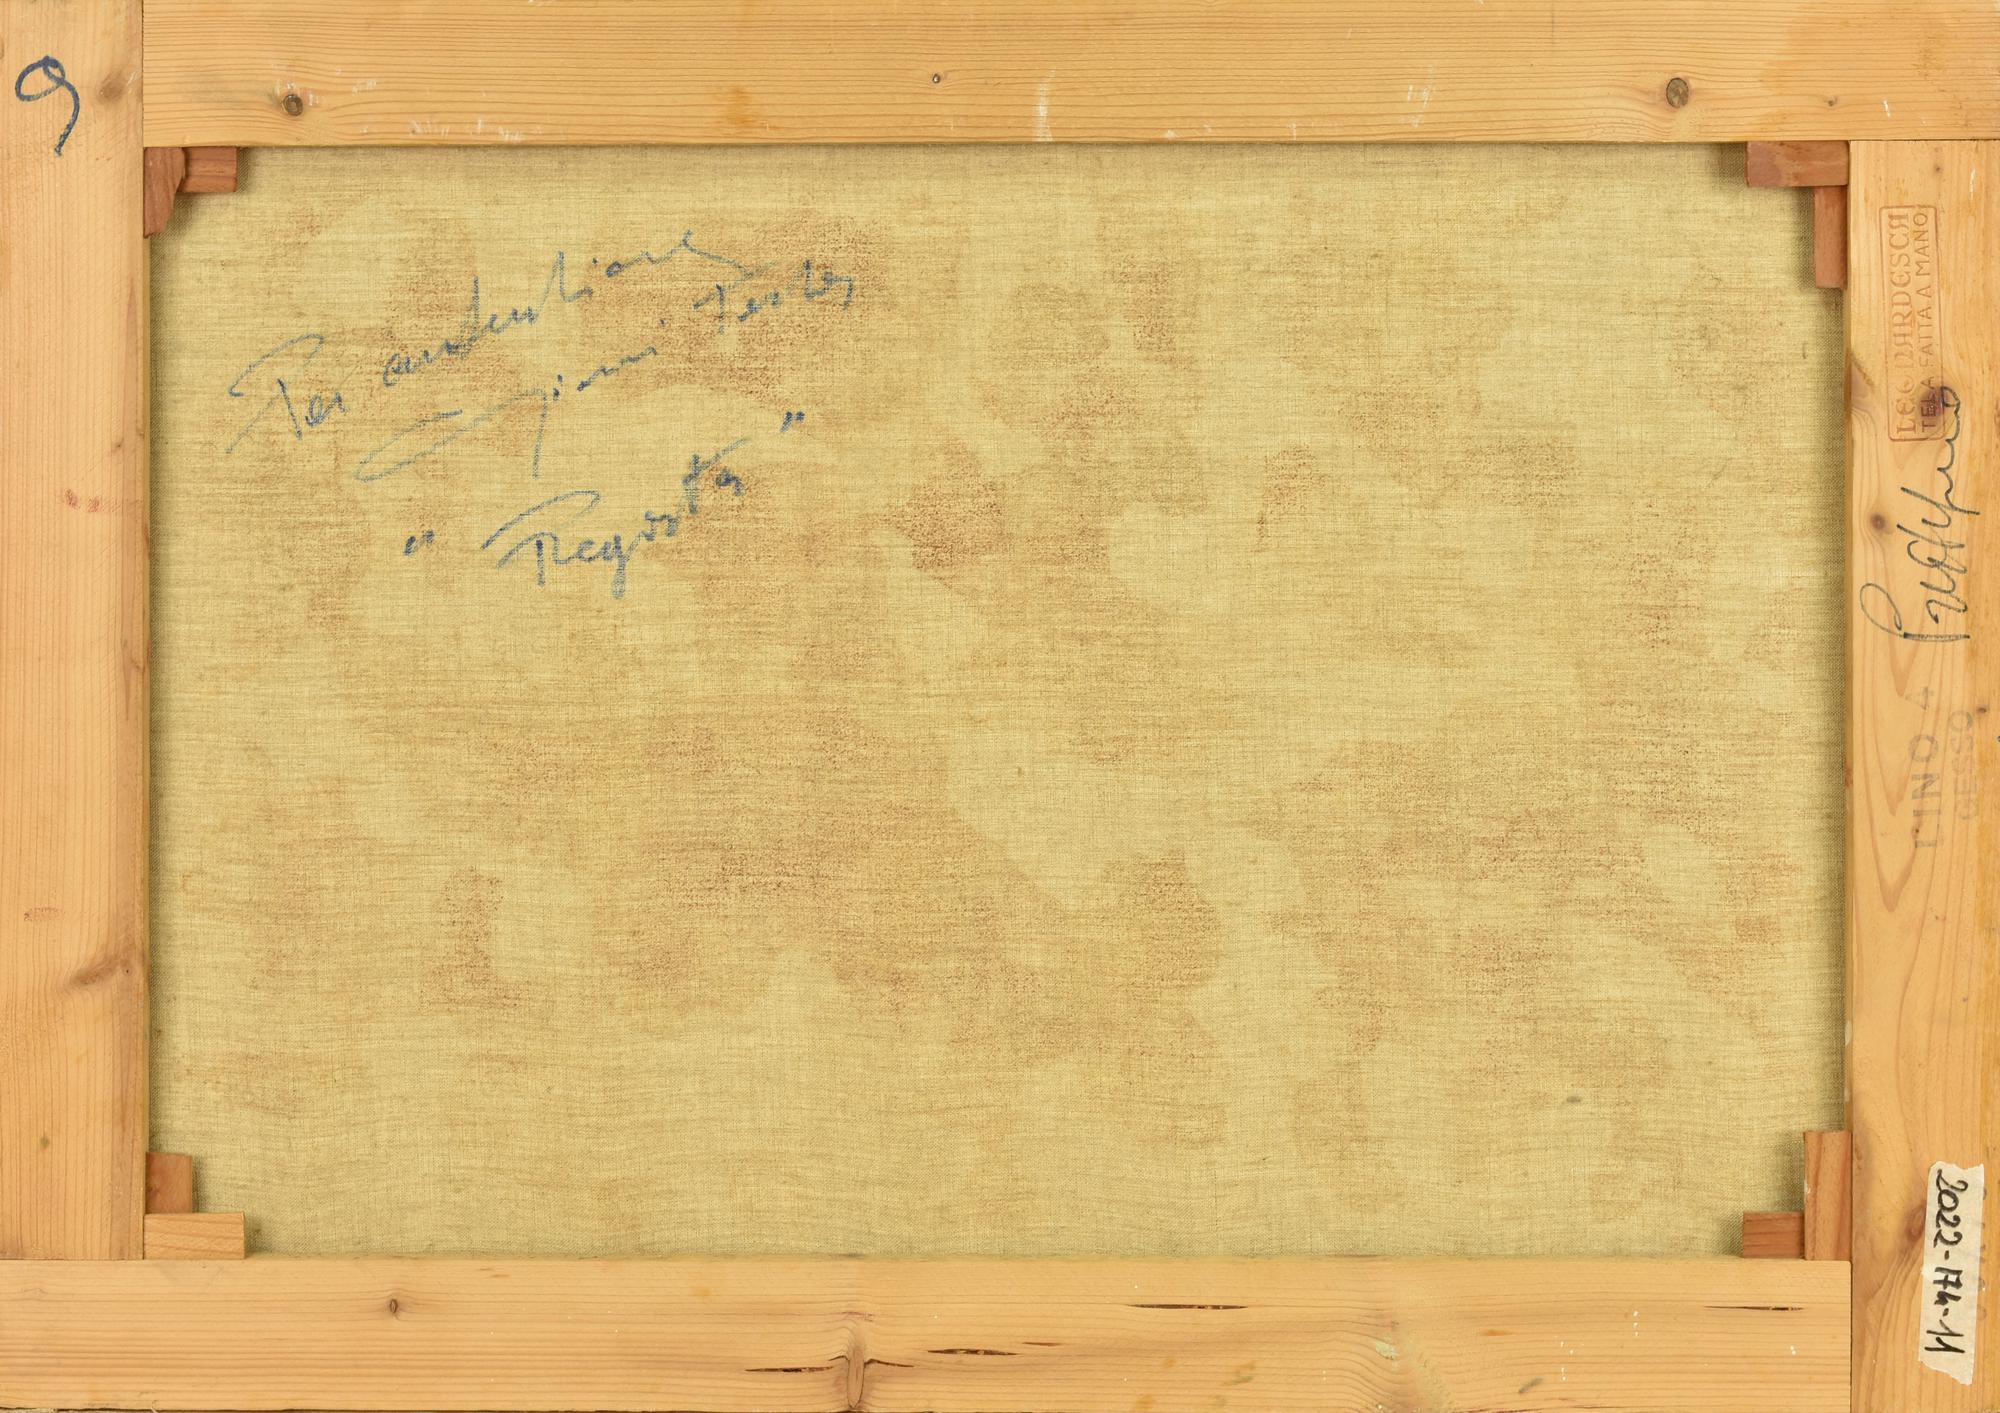 9
Per autentica
Gianni Testa
" Regata "
LEONARDESCA
TELA FATTA A MANO
LINO 4
GESSO
2022-174-11